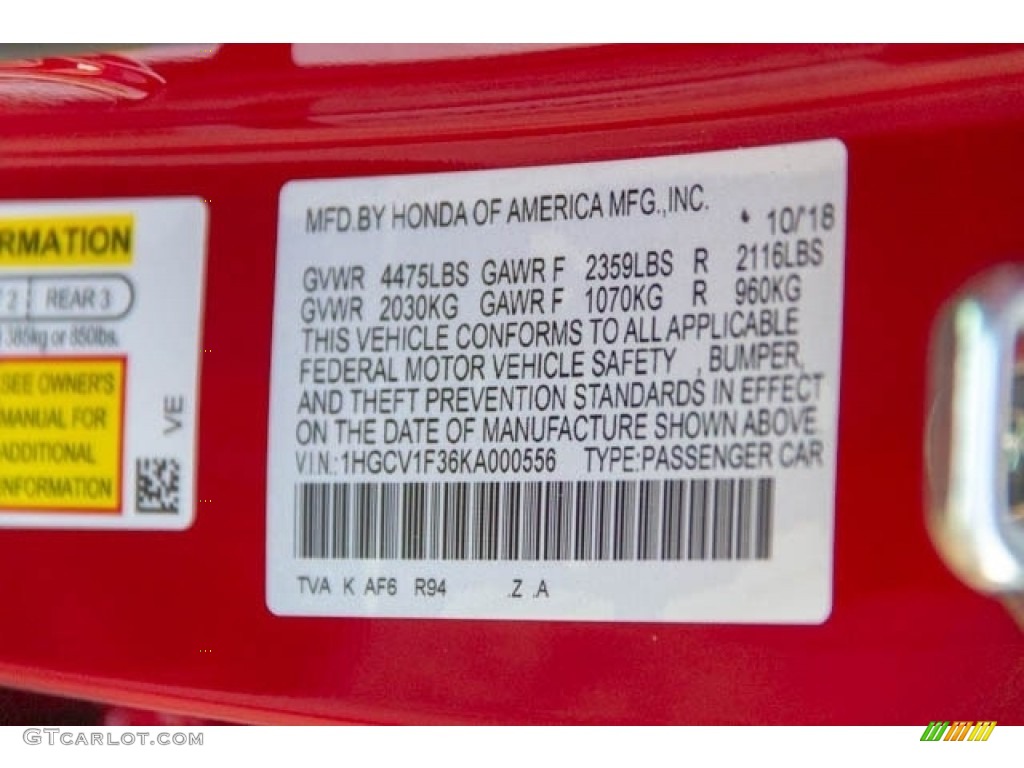 RMATION
2 REAR 3
385kg or 850lbs.
SEE OWNER'S
MANUAL FOR
ADDITIONAL
INFORMATION
VE
MFD.BY HONDA OF AMERICA MFG.,INC. * 10/'18
GVWR 4475LBS GAWR F 2359LBS R 2116LBS
GVWR 2030KG GAWR F 1070KG R 960KG
THIS VEHICLE CONFORMS TO ALL APPLICABLE
FEDERAL MOTOR VEHICLE SAFETY , BUMPER,
AND THEFT PREVENTION STANDARDS IN EFFECT
ON THE DATE OF MANUFACTURE SHOWN ABOVE.
VIN:1HGCV1F36KA000556 TYPE:PASSENGER CAR
TVA K AF6 R94 .Z .A
GTCARLOT.COM